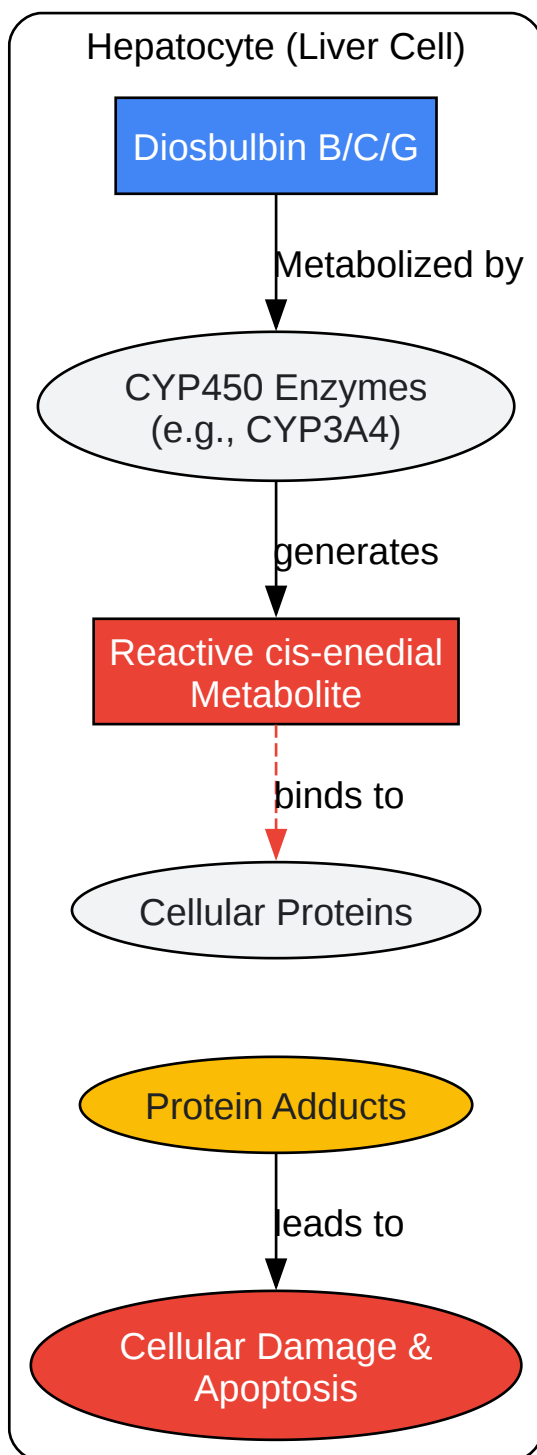 Hepatocyte (Liver Cell)
Diosbulbin B/C/G
Metabolized by
CYP450 Enzymes
(e.g., CYP3A4)
generates
Reactive cis-enedial
Metabolite
binds to
Cellular Proteins
Protein Adducts
leads to
Cellular Damage &
Apoptosis